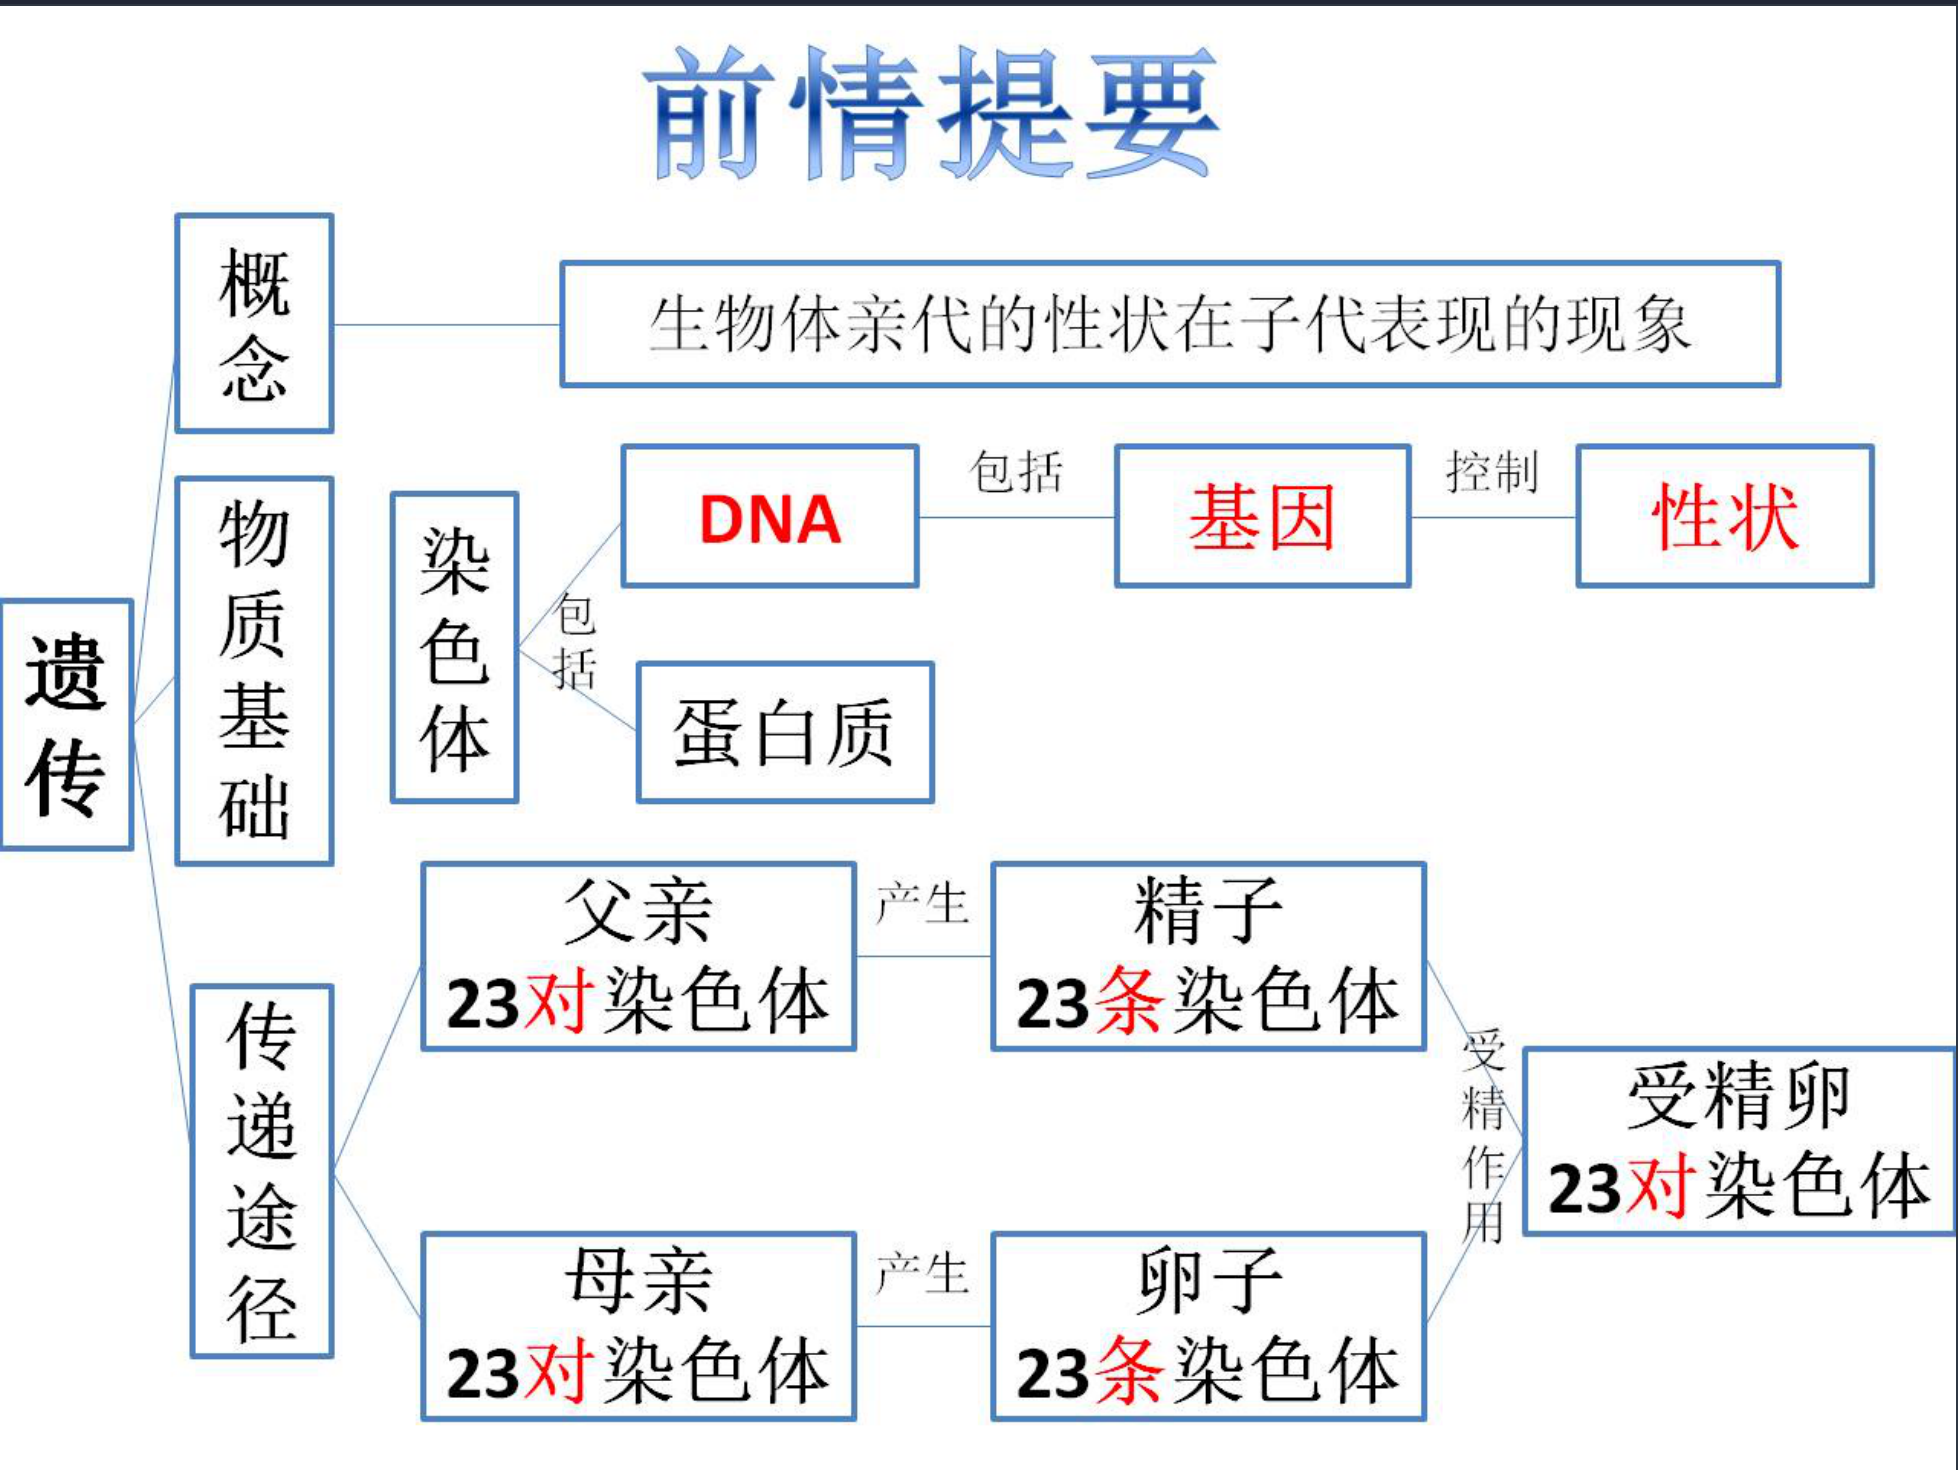 前情提要
遗传
概念
生物体亲代的性状在子代表现的现象
物质基础
染色体
包括
DNA
包括
基因
控制
性状
蛋白质
传递途径
父亲
23对染色体
产生
精子
23条染色体
母亲
23对染色体
产生
卵子
23条染色体
受精作用
受精卵
23对染色体